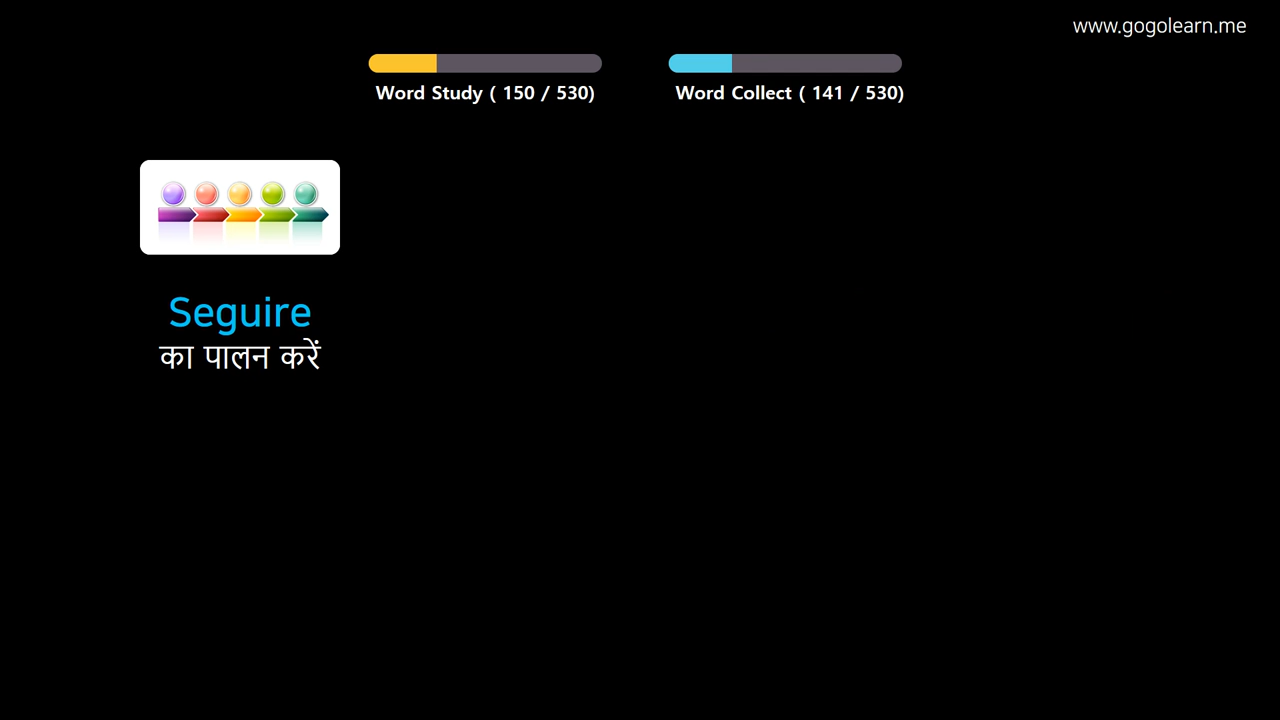 www.gogolearn.me
Word Study ( 150 / 530)
Word Collect ( 141 / 530)
Seguire
का पालन करें